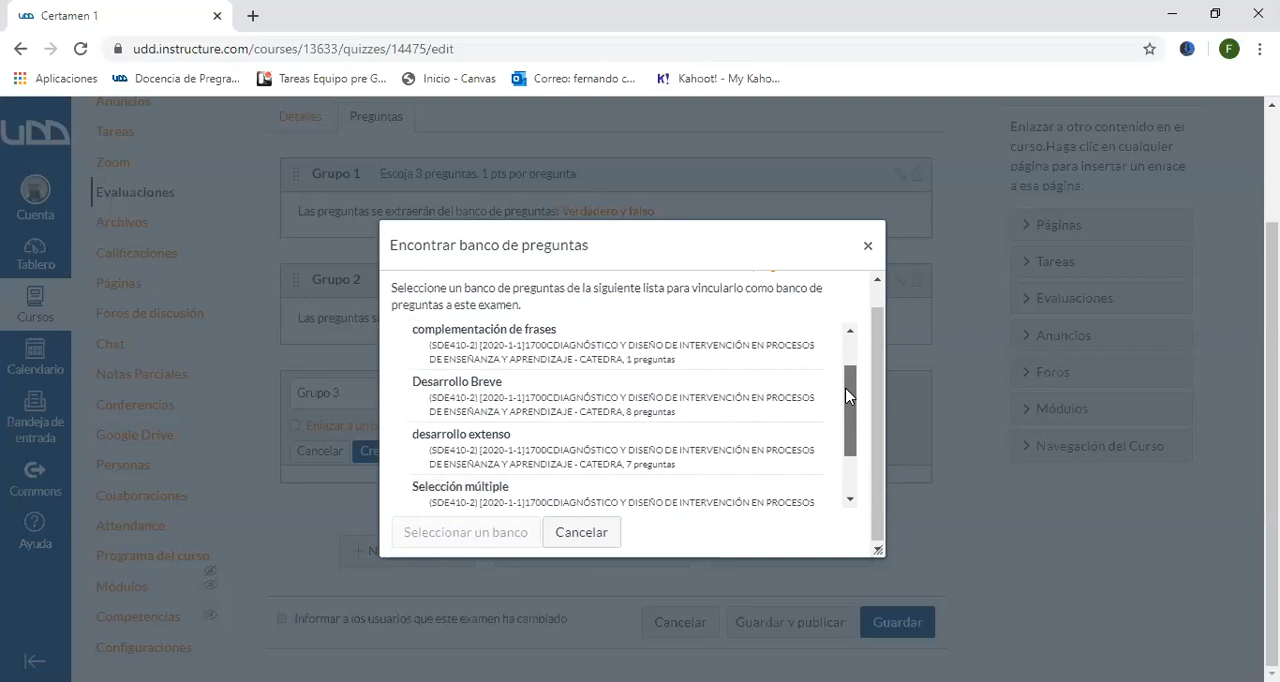 Certamen 1
udd.instructure.com/courses/13633/quizzes/14475/edit
F
Aplicaciones
Docencia de Pregra...
Tareas Equipo pre G...
Inicio - Canvas
Correo: fernando c...
Kahoot! - My Kaho...
UDD
Cuenta
Tablero
Cursos
Calendario
Bandeja de
entrada
Commons
Ayuda
Anuncios
Tareas
Zoom
Evaluaciones
Archivos
Calificaciones
Páginas
Foros de discusión
Chat
Notas Parciales
Conferencias
Google Drive
Personas
Colaboraciones
Attendance
Programa del curso
Módulos
Competencias
Configuraciones
Detalles
Preguntas
Grupo 1
Escoja 3 preguntas, 1 pts por pregunta
Las preguntas se extraerán del banco de preguntas: Verdadero y falso
Grupo 2
Las preguntas s
Grupo 3
Enlazar a un b
Cancelar
Cre
+ N
Encontrar banco de preguntas
Seleccione un banco de preguntas de la siguiente lista para vincularlo como banco de
preguntas a este examen.
complementación de frases
(SDE410-2) [2020-1-1]1700CDIAGNÓSTICO Y DISEÑO DE INTERVENCIÓN EN PROCESOS
DE ENSEÑANZA Y APRENDIZAJE - CATEDRA, 1 preguntas
Desarrollo Breve
(SDE410-2) [2020-1-1]1700CDIAGNÓSTICO Y DISEÑO DE INTERVENCIÓN EN PROCESOS
DE ENSEÑANZA Y APRENDIZAJE - CATEDRA, 8 preguntas
desarrollo extenso
(SDE410-2) [2020-1-1]1700CDIAGNÓSTICO Y DISEÑO DE INTERVENCIÓN EN PROCESOS
DE ENSEÑANZA Y APRENDIZAJE - CATEDRA, 7 preguntas
Selección múltiple
(SDE410-2) [2020-1-1]1700CDIAGNÓSTICO Y DISEÑO DE INTERVENCIÓN EN PROCESOS
Seleccionar un banco
Cancelar
Informar a los usuarios que este examen ha cambiado
Cancelar
Guardar y publicar
Guardar
Enlazar a otro contenido en el
curso.Haga clic en cualquier
página para insertar un enlace
a esa página.
Páginas
Tareas
Evaluaciones
Anuncios
Foros
Módulos
Navegación del Curso